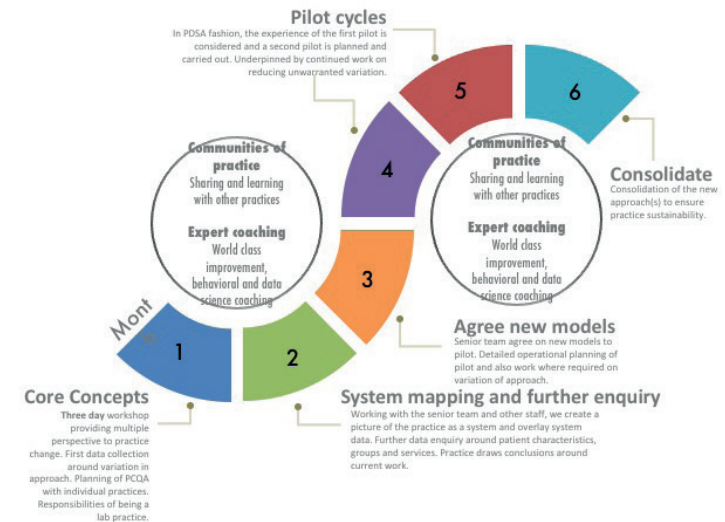 Pilot cycles
In PDSA fashion, the experience of the first pilot is
considered and a second pilot is planned and
carried out. Underpinned by continued work on
reducing unwarranted variation.
5
6
4
Communities of
practice
Sharing and learning
with other practices
Expert coaching
World class
improvement,
behavioral and data
science coaching
Communities of
practice
Sharing and learning
with other practices
Expert coaching
World class
improvement,
behavioral and data
science coaching
Consolidate
Consolidation of the new
approach(s) to ensure
practice sustainability.
3
Mont
1
2
Agree new models
Senior team agree on new models to
pilot. Detailed operational planning of
pilot and also work where required on
variation of approach.
Core Concepts
Three day workshop
providing multiple
perspective to practice
change. First data collection
around variation in
approach. Planning of PCQA
with individual practices.
Responsibilities of being a
lab practice.
System mapping and further enquiry
Working with the senior team and other staff, we create a
picture of the practice as a system and overlay system
data. Further data enquiry around patient characteristics,
groups and services. Practice draws conclusions around
current work.